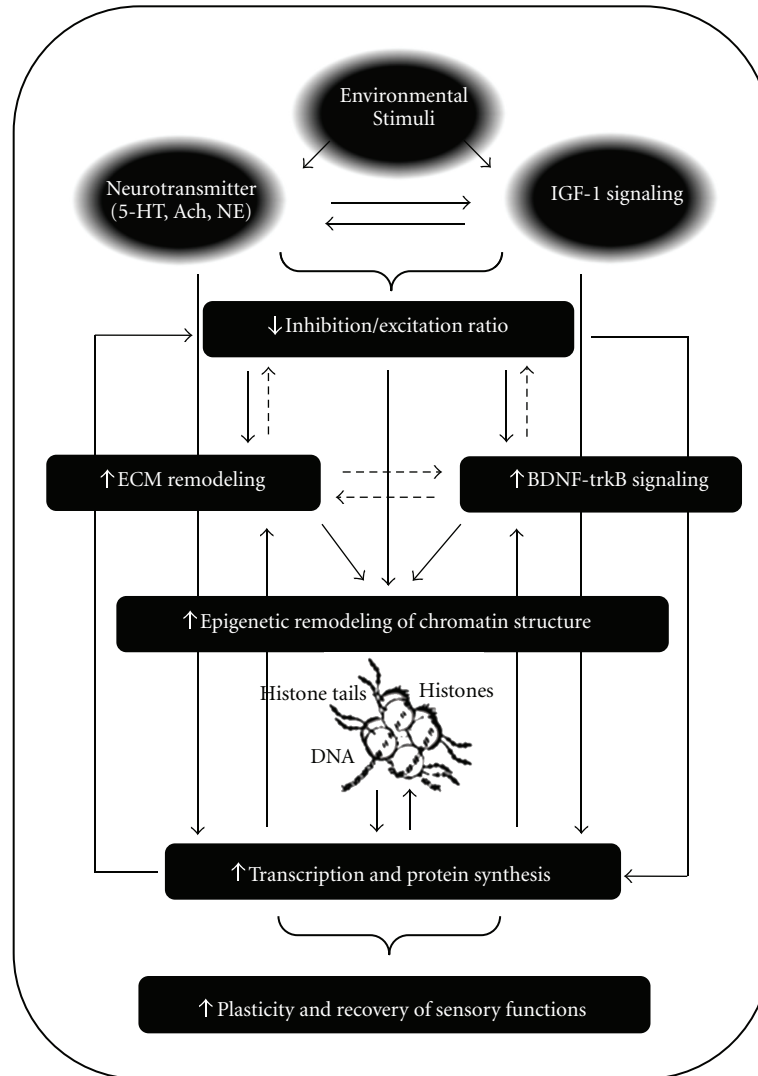 Environmental
Stimuli
Neurotransmitter
(5-HT, Ach, NE)
IGF-1 signaling
↓ Inhibition/excitation ratio
↑ ECM remodeling
↑ BDNF-trkB signaling
↑ Epigenetic remodeling of chromatin structure
Histone tails
Histones
DNA
↑ Transcription and protein synthesis
↑ Plasticity and recovery of sensory functions